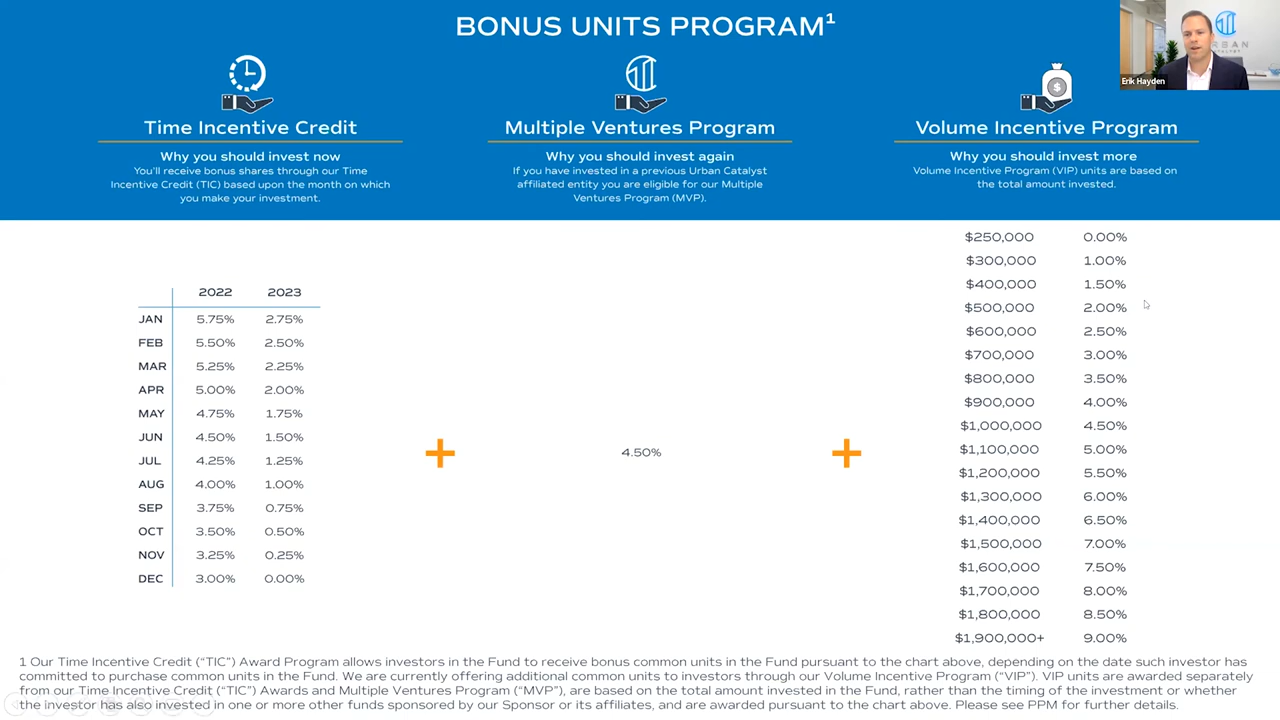 BONUS UNITS PROGRAM¹
Erik Hayden
Time Incentive Credit
Why you should invest now
You'll receive bonus shares through our Time
Incentive Credit (TIC) based upon the month on which
you make your investment.
Multiple Ventures Program
Why you should invest again
If you have invested in a previous Urban Catalyst
affiliated entity you are eligible for our Multiple
Ventures Program (MVP).
Volume Incentive Program
Why you should invest more
Volume Incentive Program (VIP) units are based on
the total amount invested.
2022 2023
JAN 5.75% 2.75%
FEB 5.50% 2.50%
MAR 5.25% 2.25%
APR 5.00% 2.00%
MAY 4.75% 1.75%
JUN 4.50% 1.50%
JUL 4.25% 1.25%
AUG 4.00% 1.00%
SEP 3.75% 0.75%
OCT 3.50% 0.50%
NOV 3.25% 0.25%
DEC 3.00% 0.00%
+
4.50%
+
$250,000 0.00%
$300,000 1.00%
$400,000 1.50%
$500,000 2.00%
$600,000 2.50%
$700,000 3.00%
$800,000 3.50%
$900,000 4.00%
$1,000,000 4.50%
$1,100,000 5.00%
$1,200,000 5.50%
$1,300,000 6.00%
$1,400,000 6.50%
$1,500,000 7.00%
$1,600,000 7.50%
$1,700,000 8.00%
$1,800,000 8.50%
$1,900,000+ 9.00%
1 Our Time Incentive Credit ("TIC") Award Program allows investors in the Fund to receive bonus common units in the Fund pursuant to the chart above, depending on the date such investor has
committed to purchase common units in the Fund. We are currently offering additional common units to investors through our Volume Incentive Program ("VIP"). VIP units are awarded separately
from our Time Incentive Credit ("TIC") Awards and Multiple Ventures Program ("MVP"), are based on the total amount invested in the Fund, rather than the timing of the investment or whether
the investor has also invested in one or more other funds sponsored by our Sponsor or its affiliates, and are awarded pursuant to the chart above. Please see PPM for further details.